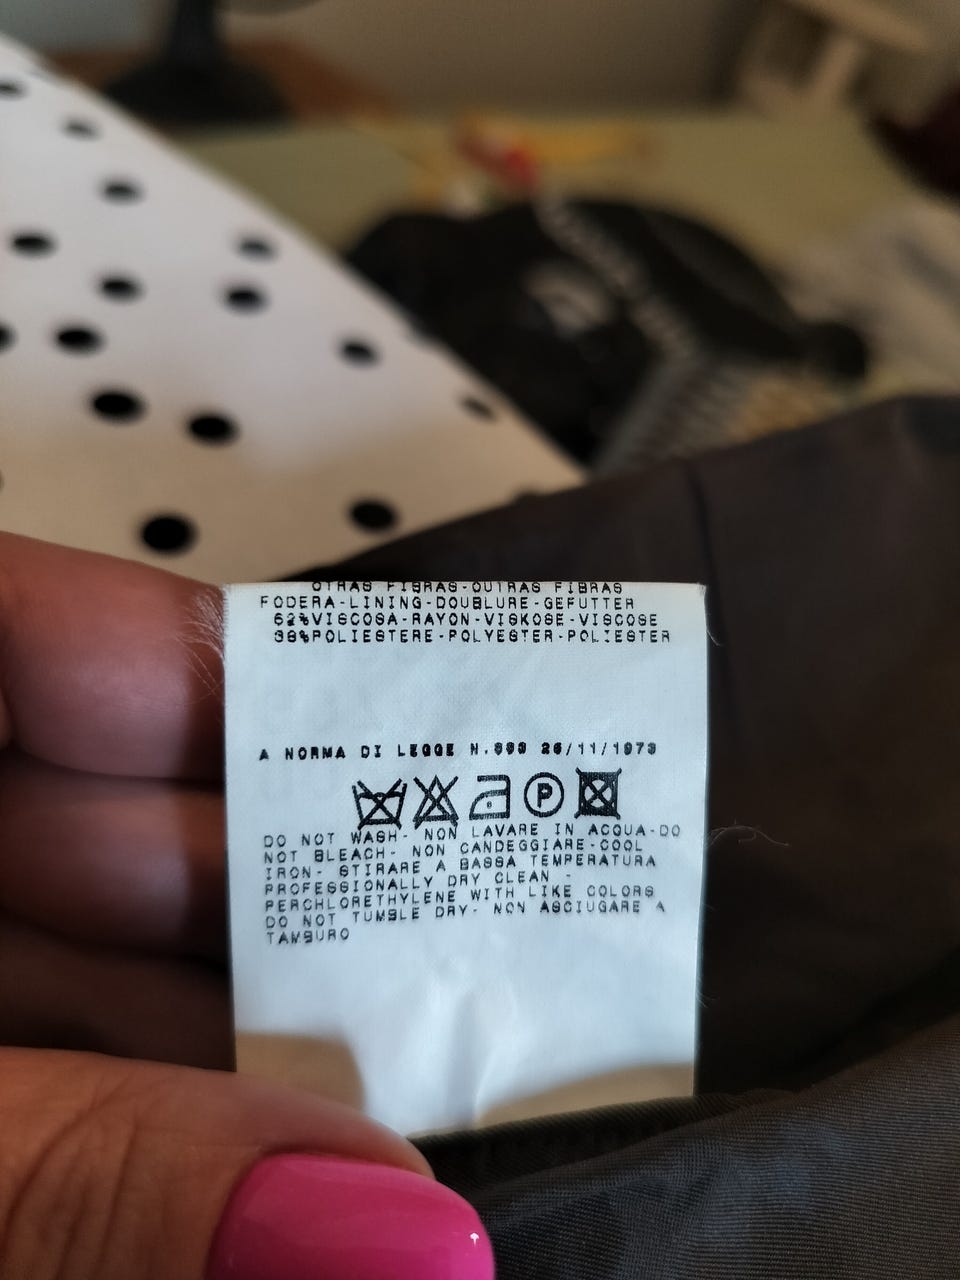 OTRAS FIBRAS-OUTRAS FIBRAS
FODERA-LINING-DOUBLURE-GEFUTTER
62%VISCOSA-RAYON-VISKOSE-VISCOSE
38%POLIESTERE-POLYESTER-POLIESTER
A NORMA DI LEGGE N.883 26/11/1973
P
DO NOT WASH- NON LAVARE IN ACQUA-DO
NOT BLEACH- NON CANDEGGIARE-COOL
IRON- STIRARE A BASSA TEMPERATURA
PROFESSIONALLY DRY CLEAN -
PERCHLORETHYLENE WITH LIKE COLORS
DO NOT TUMBLE DRY- NON ASCIUGARE A
TAMBURO